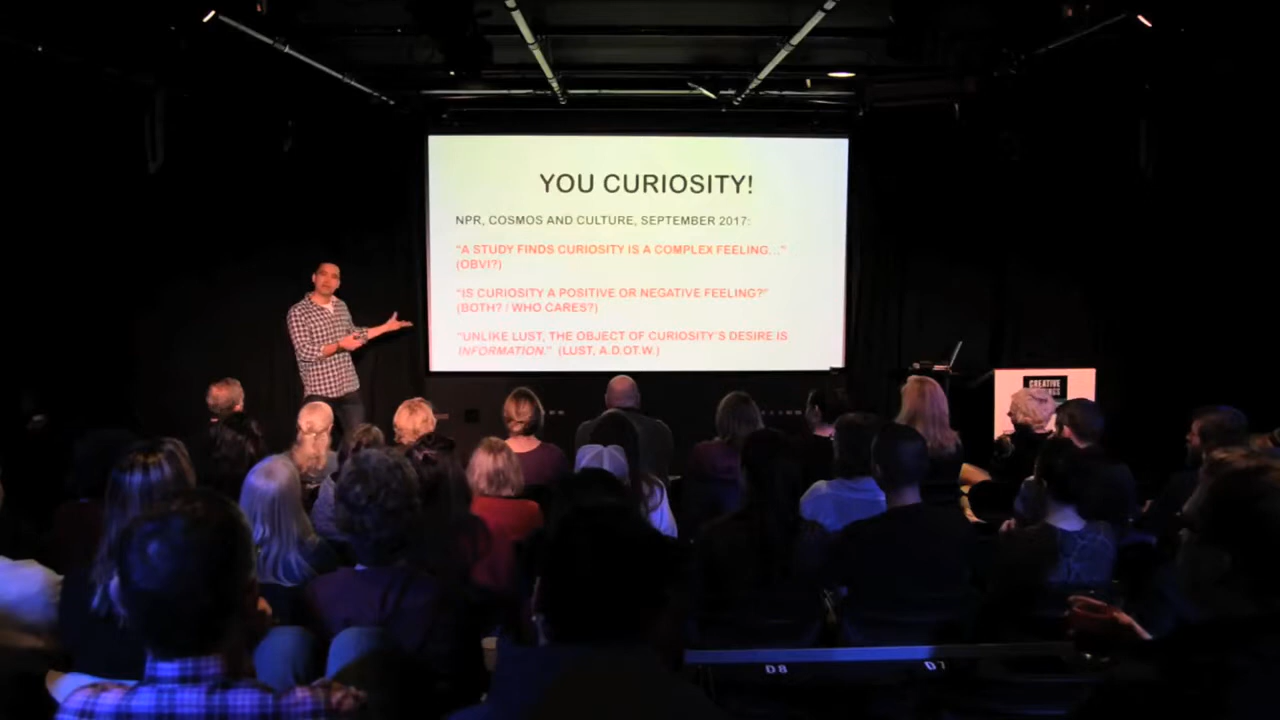 YOU CURIOSITY!
NPR, COSMOS AND CULTURE, SEPTEMBER 2017:
"A STUDY FINDS CURIOSITY IS A COMPLEX FEELING..."
(OBVI?)
"IS CURIOSITY A POSITIVE OR NEGATIVE FEELING?"
(BOTH? / WHO CARES?)
"UNLIKE LUST, THE OBJECT OF CURIOSITY'S DESIRE IS
INFORMATION." (LUST, A.D.OT.W.)
CREATIVE
D8
D7